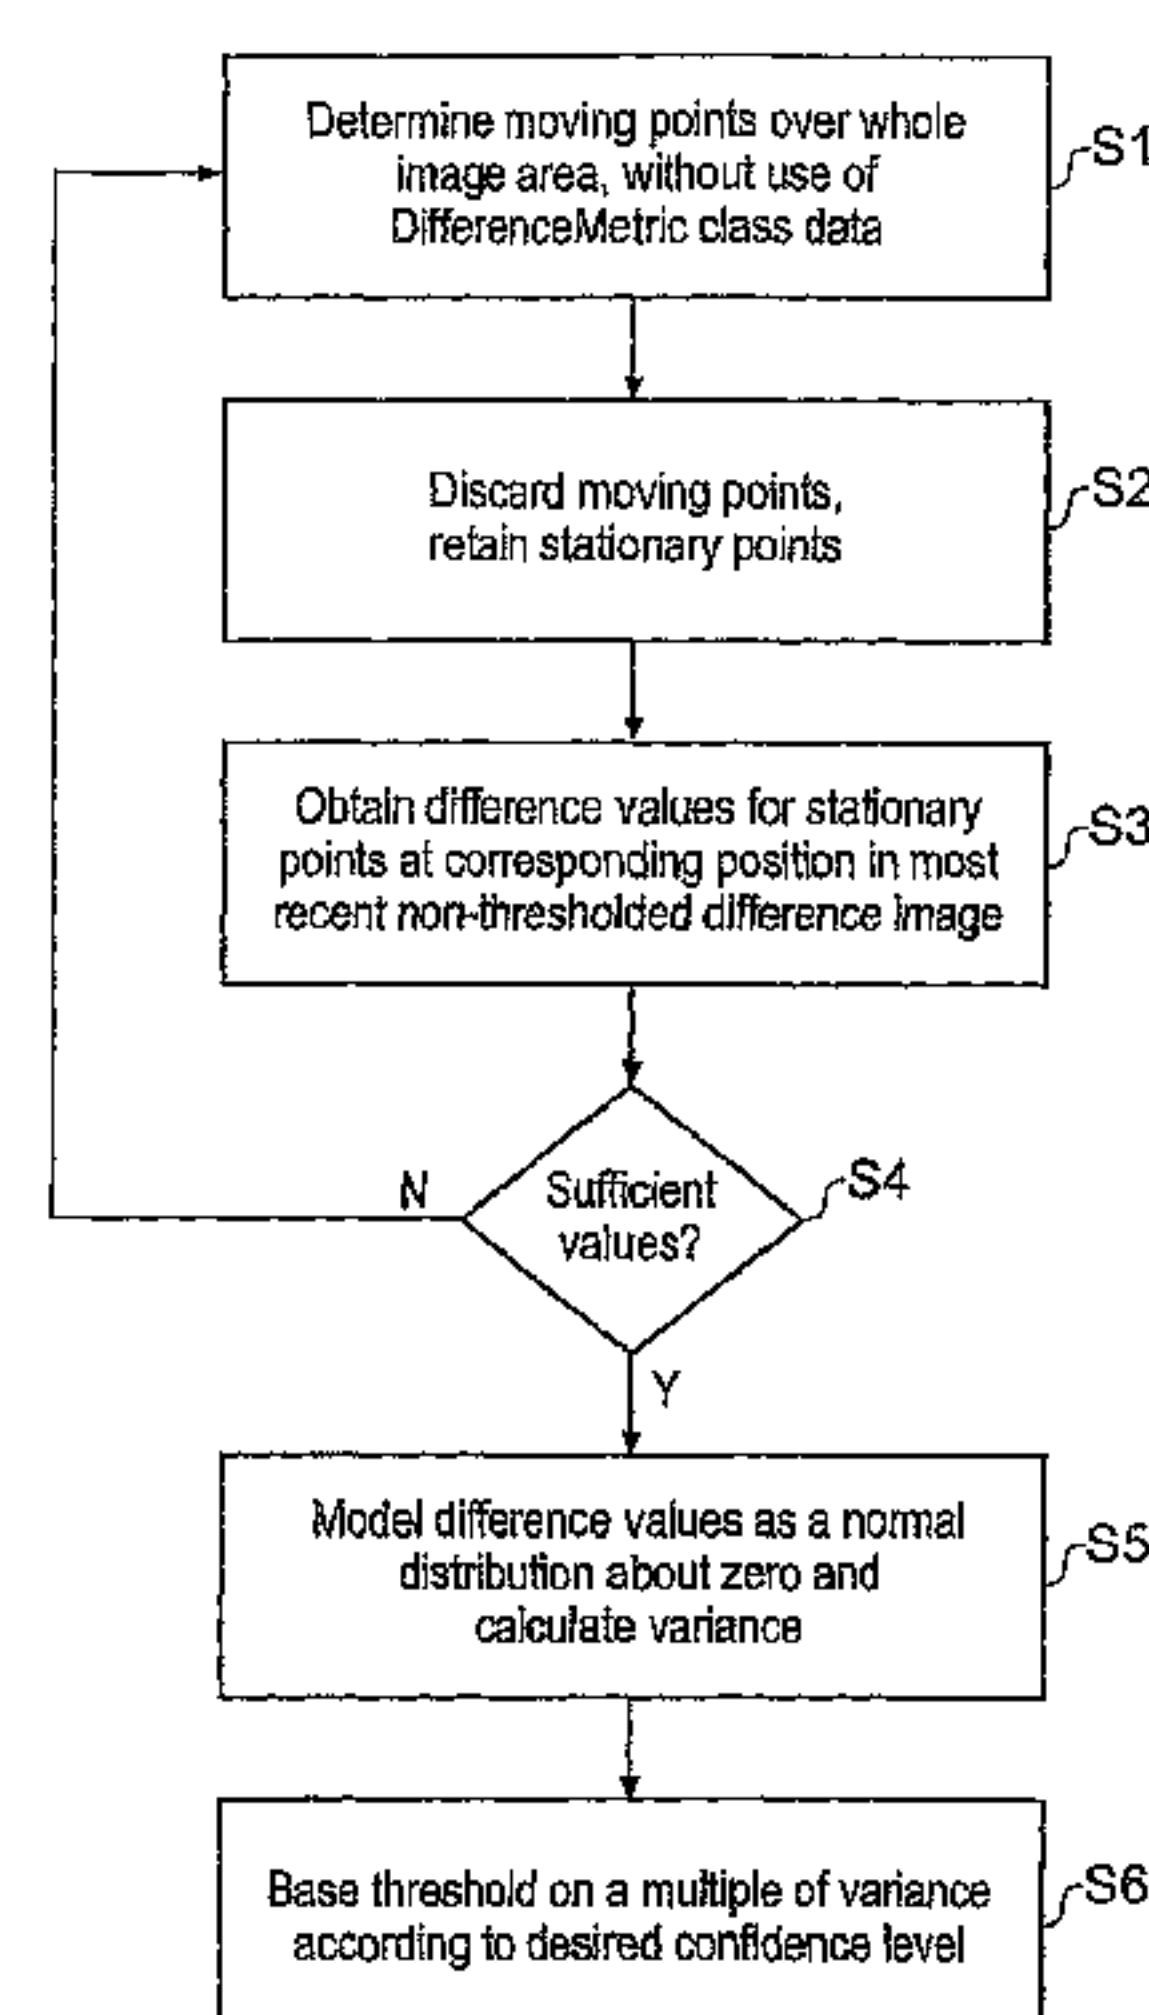 Determine moving points over whole
image area, without use of
DifferenceMetric class data
S1
Discard moving points,
retain stationary points
S2
Obtain difference values for stationary
points at corresponding position in most
recent non-thresholded difference image
S3
Sufficient
values?
S4
N
Y
Model difference values as a normal
distribution about zero and
calculate variance
S5
Base threshold on a multiple of variance
according to desired confidence level
S6